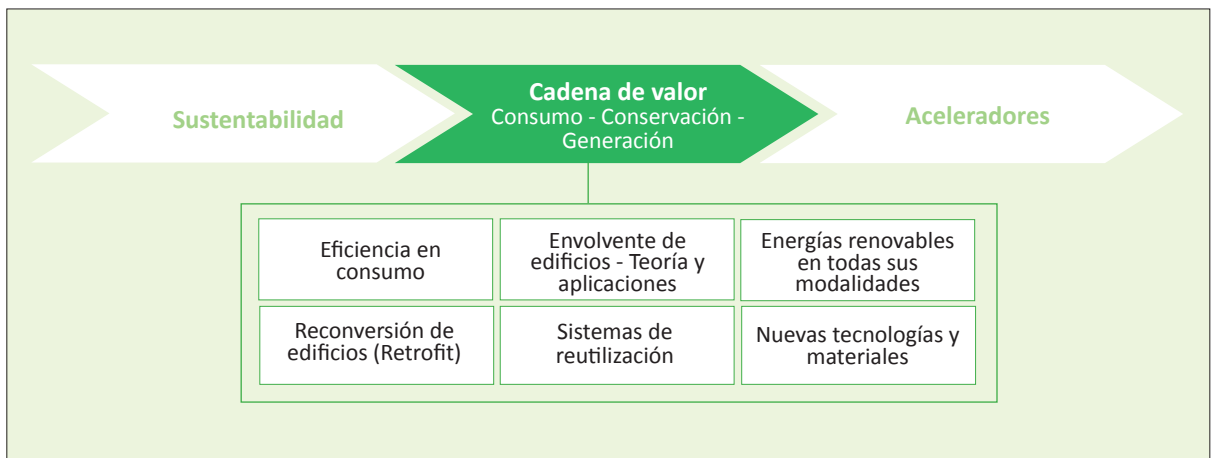 Sustentabilidad
Cadena de valor
Consumo - Conservación -
Generación
Aceleradores
Eficiencia en
consumo
Envolvente de
edificios - Teoría y
aplicaciones
Energías renovables
en todas sus
modalidades
Reconversión de
edificios (Retrofit)
Sistemas de
reutilización
Nuevas tecnologías y
materiales